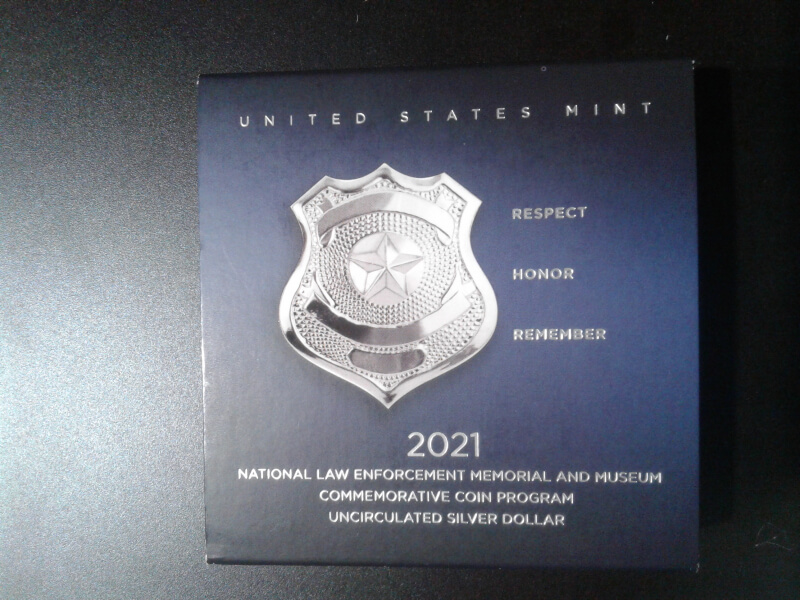 UNITED STATES MINT
RESPECT
HONOR
REMEMBER
2021
NATIONAL LAW ENFORCEMENT MEMORIAL AND MUSEUM
COMMEMORATIVE COIN PROGRAM
UNCIRCULATED SILVER DOLLAR